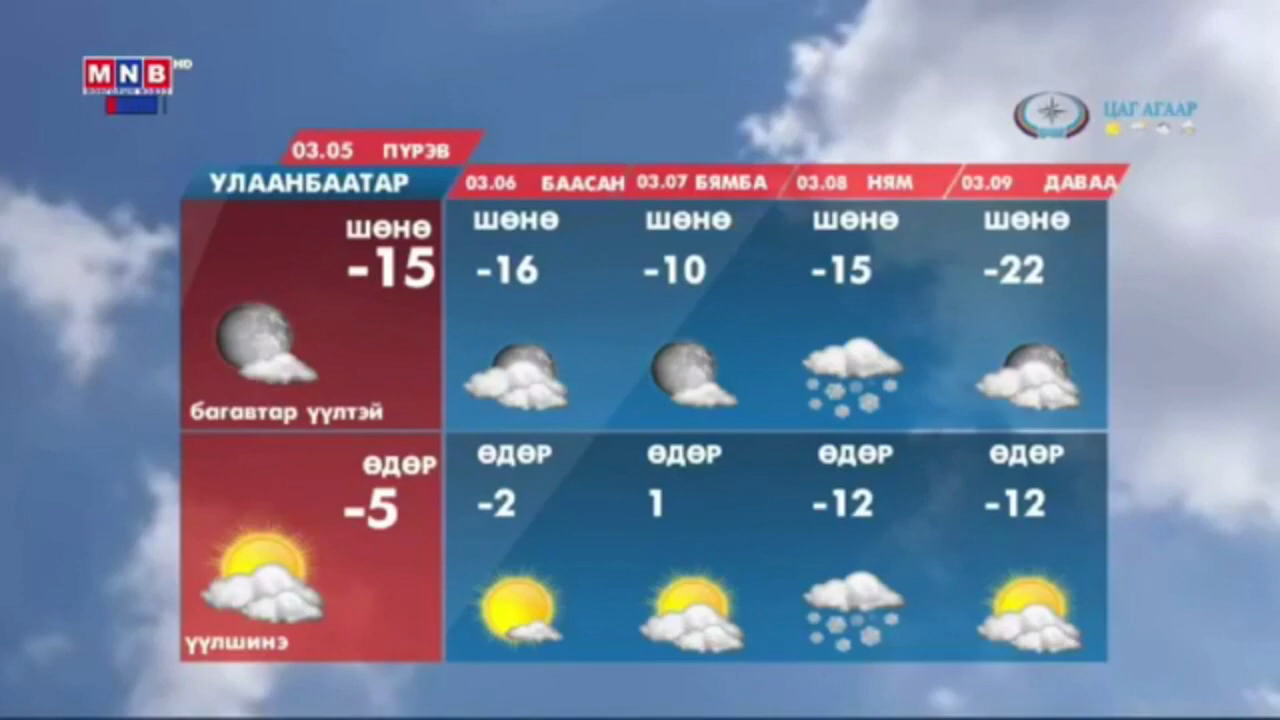 MNB HD
ЦАГ АГААР
03.05 ПҮРЭВ
УЛААНБААТАР
03.06 БААСАН
03.07 БЯМБА
03.08 НЯМ
03.09 ДАВАА
ШӨНӨ
-15
багавтар үүлтэй
ШӨНӨ
-16
ШӨНӨ
-10
ШӨНӨ
-15
ШӨНӨ
-22
ӨДӨР
-5
үүлшинэ
ӨДӨР
-2
ӨДӨР
1
ӨДӨР
-12
ӨДӨР
-12